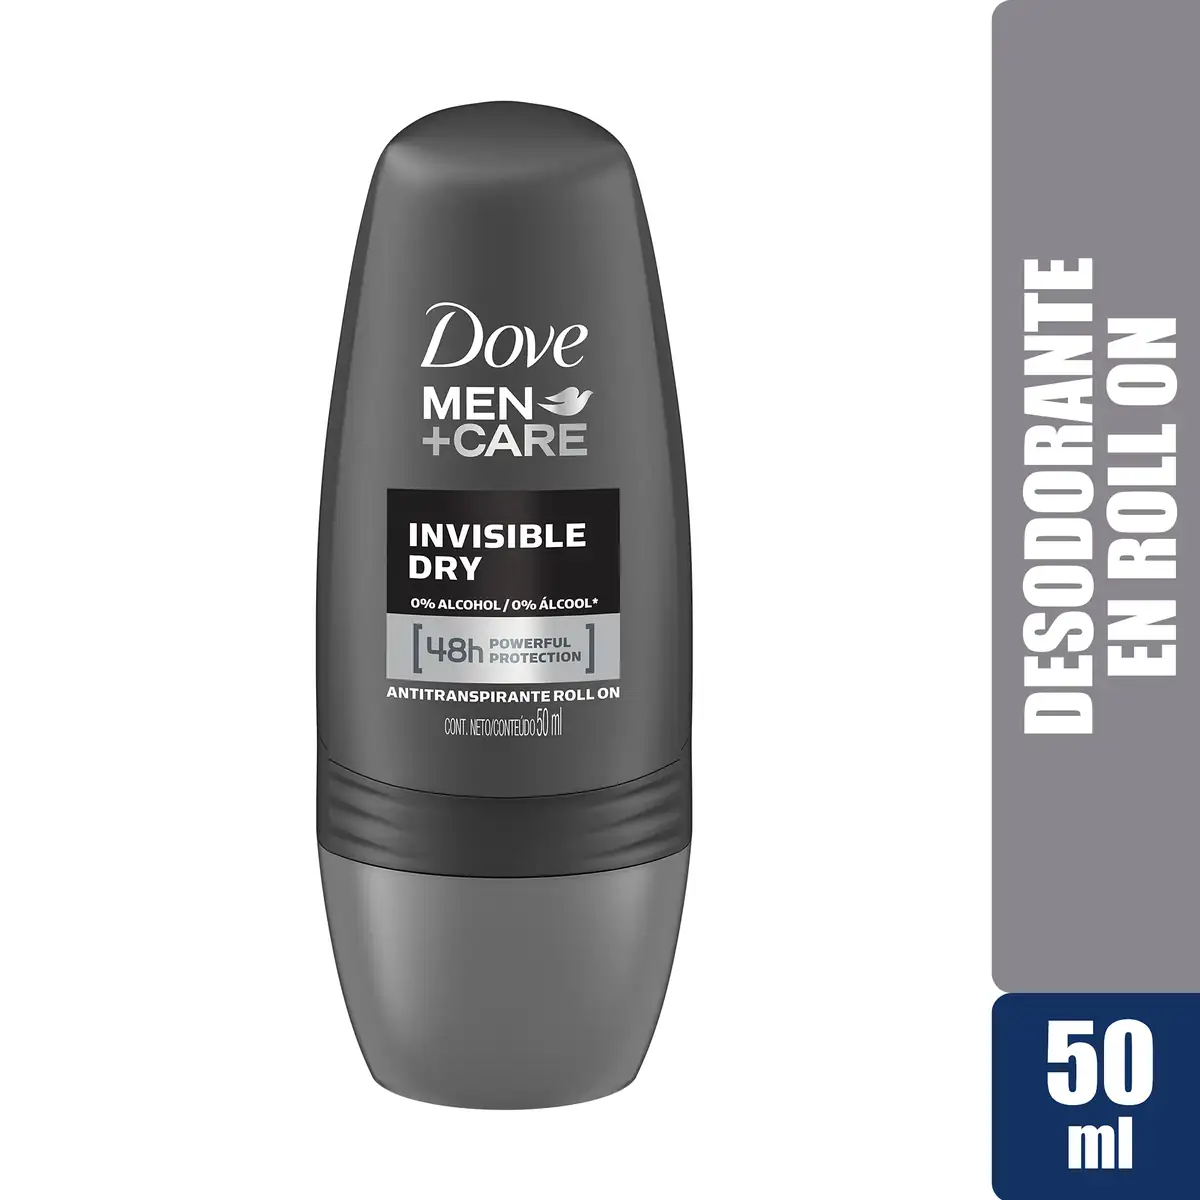 Dove
MEN
+CARE
INVISIBLE
DRY
0% ALCOHOL / 0% ÁLCOOL*
[48h POWERFUL
PROTECTION]
ANTITRANSPIRANTE ROLL ON
CONT. NETO/CONTEÚDO 50 ml
DESODORANTE
EN ROLL ON
50
ml